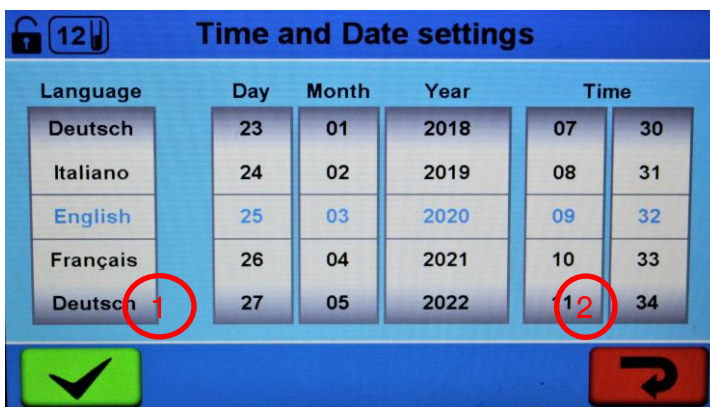 12 Time and Date settings
Language Day Month Year Time
Deutsch 23 01 2018 07 30
Italiano 24 02 2019 08 31
English 25 03 2020 09 32
Français 26 04 2021 10 33
Deutsch 27 05 2022 11 34
1 2